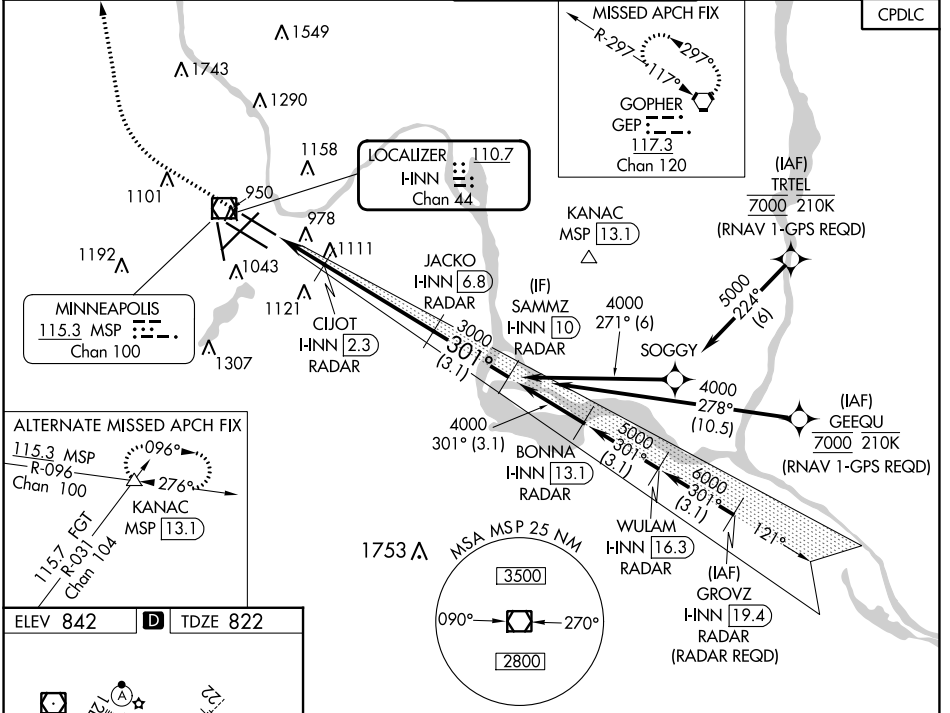 CPDLC
MISSED APCH FIX
R-297
297°
117°
GOPHER
GEP
117.3
Chan 120
1549
1743
1290
1158
1101
950
978
1111
1192
1043
1121
1307
LOCALIZER 110.7
I-INN
Chan 44
MINNEAPOLIS
115.3 MSP
Chan 100
KANAC
MSP 13.1
(IAF)
TRTEL
7000 210K
(RNAV 1-GPS REQD)
5000
224°
(6)
JACKO
I-INN 6.8
RADAR
(IF)
SAMMZ
I-INN 10
RADAR
4000
271° (6)
SOGGY
CIJOT
I-INN 2.3
RADAR
3000
301°
(3.1)
4000
278°
(10.5)
(IAF)
GEEQU
7000 210K
(RNAV 1-GPS REQD)
4000
301° (3.1)
BONNA
I-INN 13.1
RADAR
5000
301°
(3.1)
6000
301°
(3.1)
WULAM
I-INN 16.3
RADAR
121°
(IAF)
GROVZ
I-INN 19.4
RADAR
(RADAR REQD)
ALTERNATE MISSED APCH FIX
115.3 MSP
R-096
Chan 100
096°
276°
KANAC
MSP 13.1
115.7 FGT
R-031
Chan 104
1753
MSA MSP 25 NM
3500
090°
270°
2800
ELEV 842
D
TDZE 822
A
22